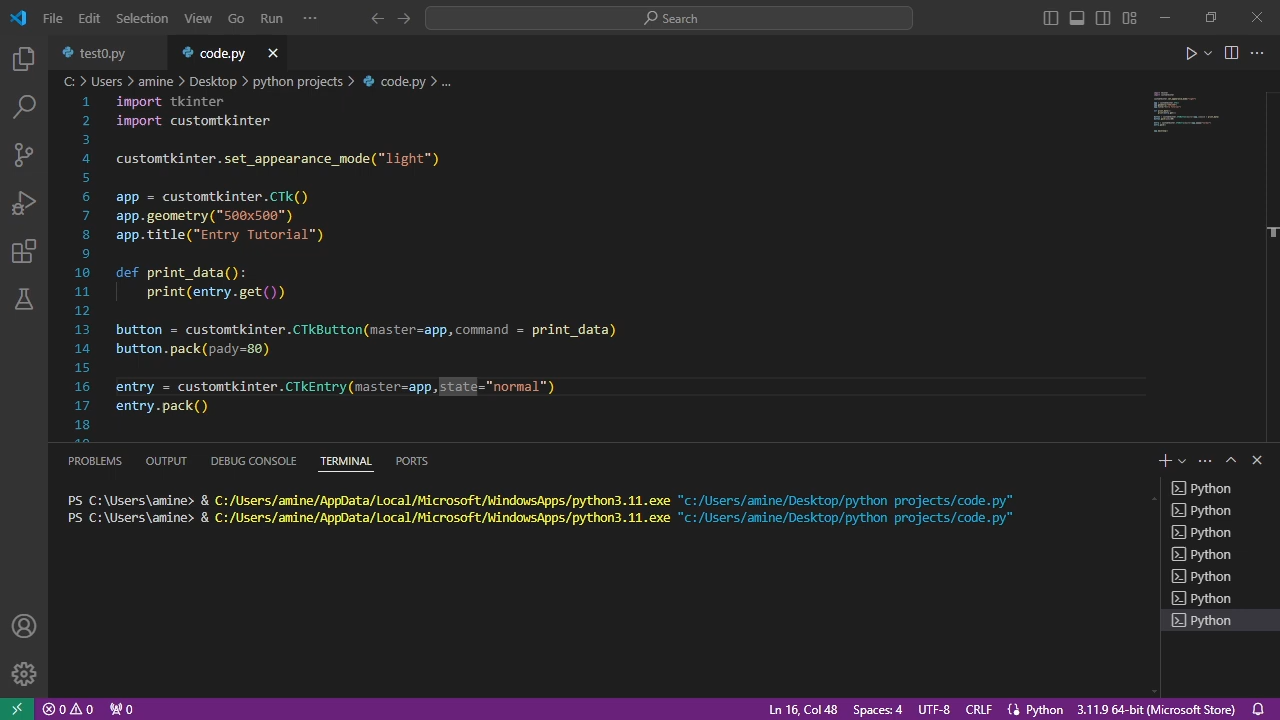 File Edit Selection View Go Run ···
Search
test0.py code.py
C: > Users > amine > Desktop > python projects > code.py > ...
1 import tkinter
2 import customtkinter
3
4 customtkinter.set_appearance_mode("light")
5
6 app = customtkinter.CTk()
7 app.geometry("500x500")
8 app.title("Entry Tutorial")
9
10 def print_data():
11 print(entry.get())
12
13 button = customtkinter.CTkButton(master=app,command = print_data)
14 button.pack(pady=80)
15
16 entry = customtkinter.CTkEntry(master=app,state="normal")
17 entry.pack()
18
PROBLEMS OUTPUT DEBUG CONSOLE TERMINAL PORTS
PS C:\Users\amine> & C:/Users/amine/AppData/Local/Microsoft/WindowsApps/python3.11.exe "c:/Users/amine/Desktop/python projects/code.py"
PS C:\Users\amine> & C:/Users/amine/AppData/Local/Microsoft/WindowsApps/python3.11.exe "c:/Users/amine/Desktop/python projects/code.py"
Python
Python
Python
Python
Python
Python
Python
0 0 0 Ln 16, Col 48 Spaces: 4 UTF-8 CRLF Python 3.11.9 64-bit (Microsoft Store)